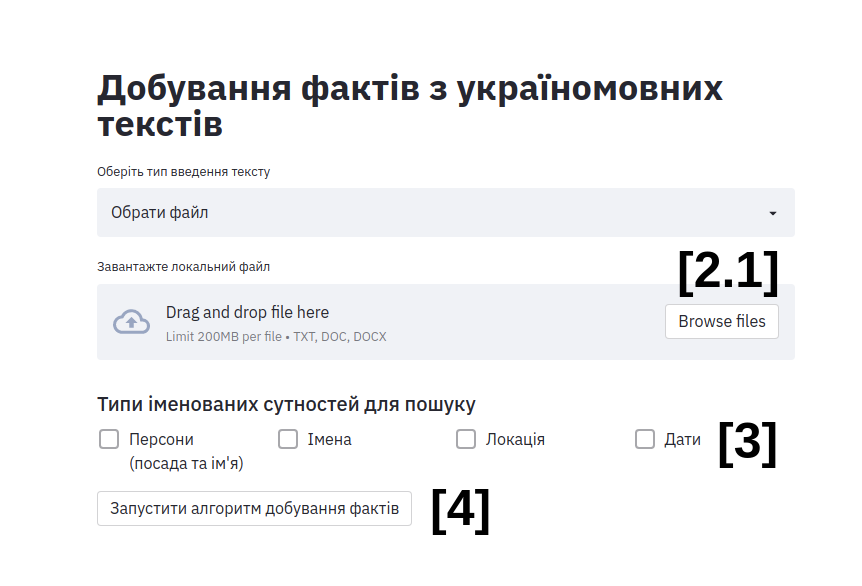 Добування фактів з україномовних
текстів
Оберіть тип введення тексту
Обрати файл
Завантажте локальний файл
[2.1]
Drag and drop file here
Limit 200MB per file • TXT, DOC, DOCX
Browse files
Типи іменованих сутностей для пошуку
Персони
(посада та ім'я)
Імена
Локація
Дати
[3]
Запустити алгоритм добування фактів
[4]